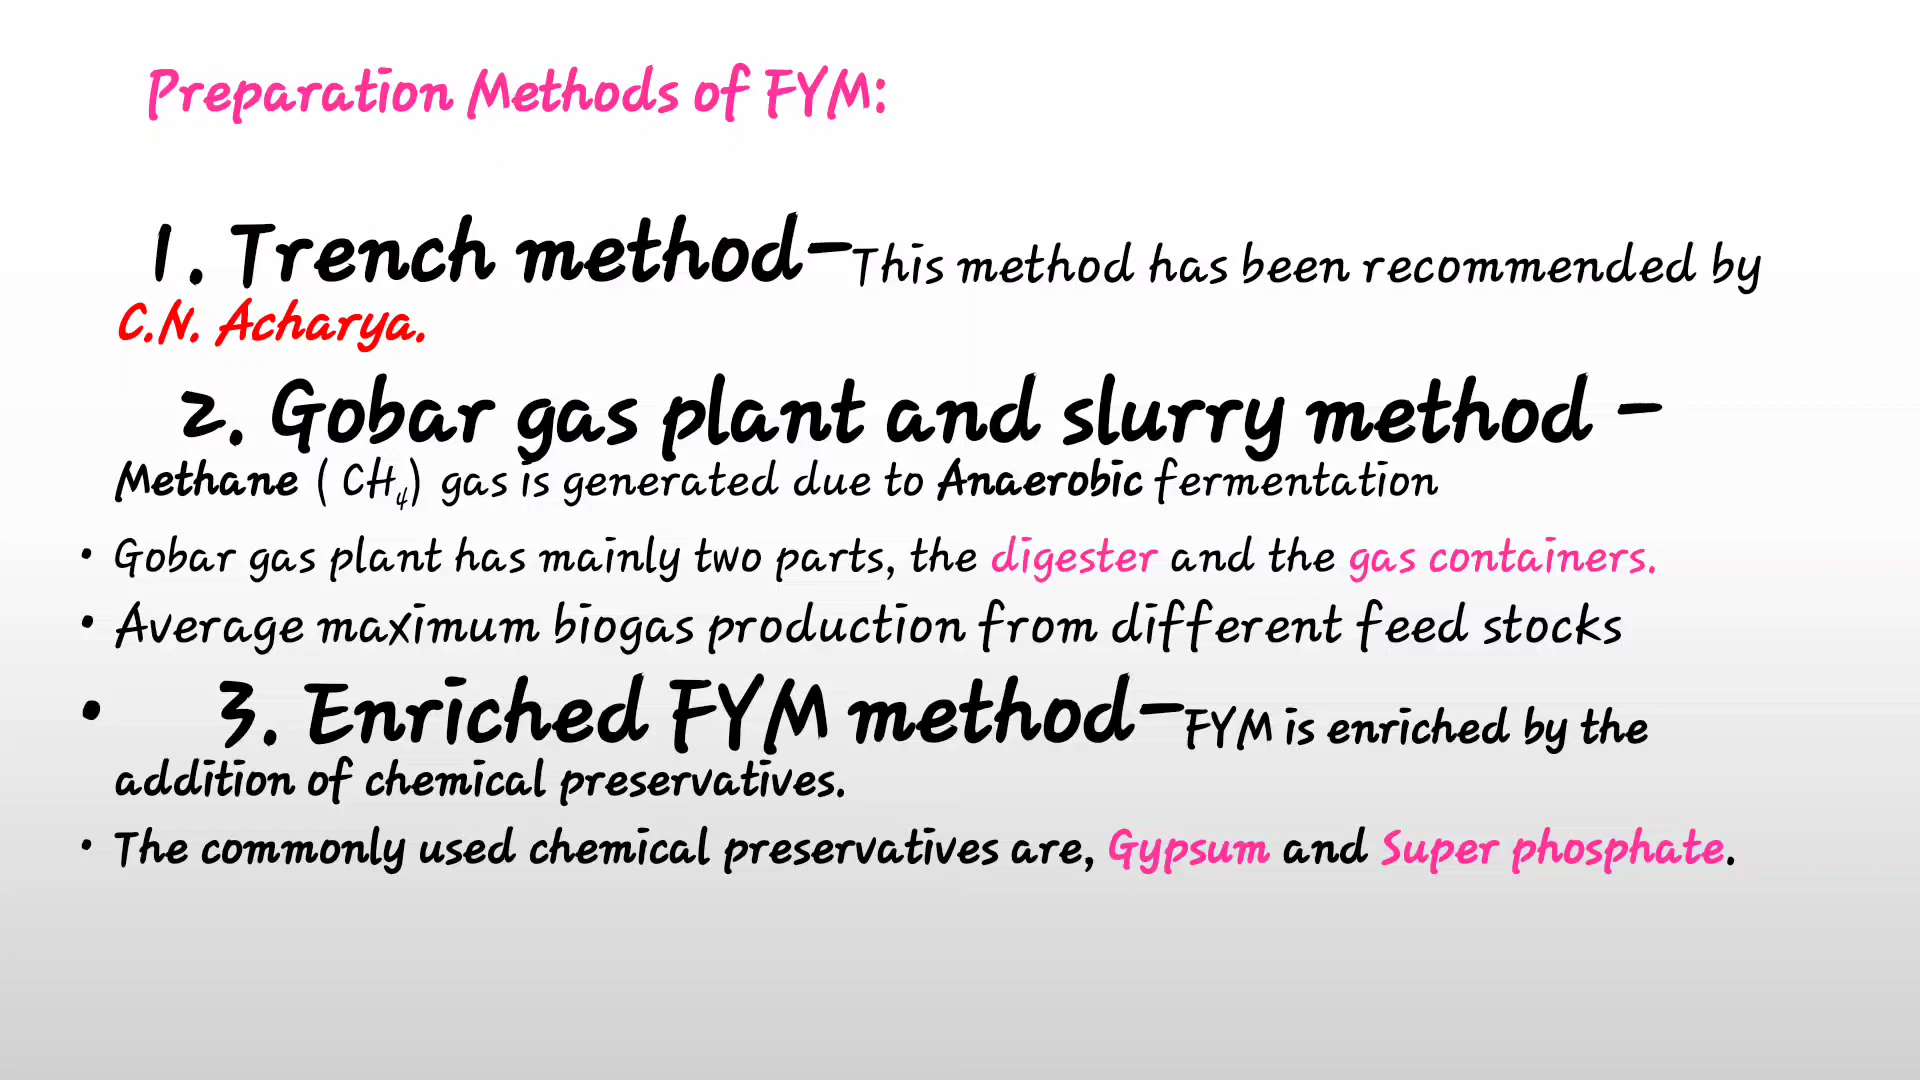 Preparation Methods of FYM:
1. Trench method–This method has been recommended by
C.N. Acharya.
2. Gobar gas plant and slurry method –
Methane ( CH₄) gas is generated due to Anaerobic fermentation
• Gobar gas plant has mainly two parts, the digester and the gas containers.
• Average maximum biogas production from different feed stocks
• 3. Enriched FYM method–FYM is enriched by the
addition of chemical preservatives.
• The commonly used chemical preservatives are, Gypsum and Super phosphate.